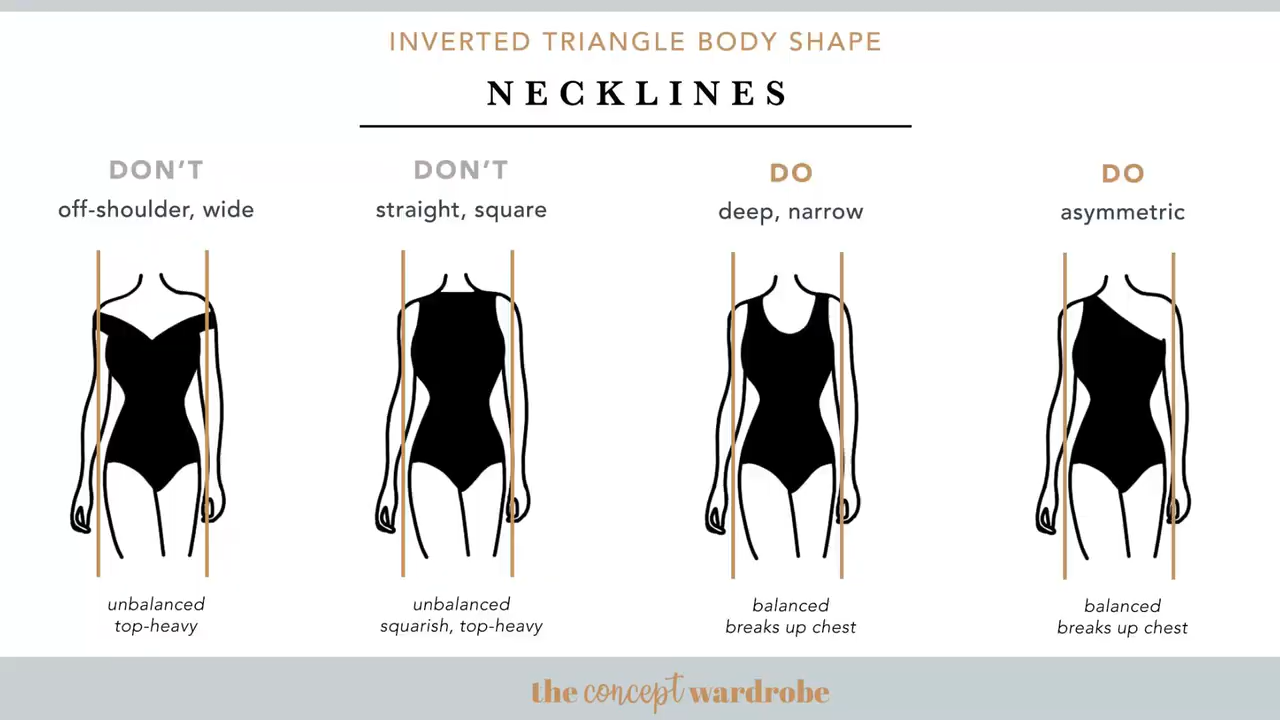 INVERTED TRIANGLE BODY SHAPE
NECKLINES
DON'T
off-shoulder, wide
unbalanced
top-heavy
DON'T
straight, square
unbalanced
squarish, top-heavy
DO
deep, narrow
balanced
breaks up chest
DO
asymmetric
balanced
breaks up chest
the concept wardrobe